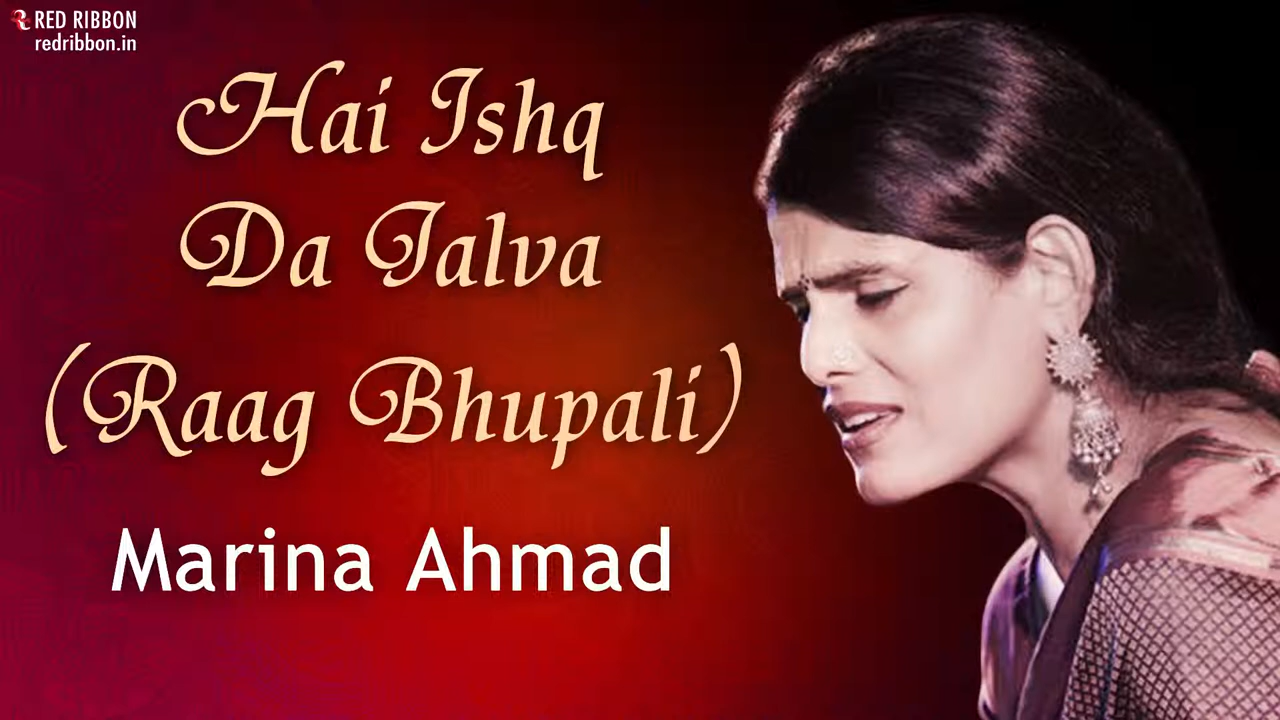 RED RIBBON
redribbon.in
Hai Ishq
Da Jalva
(Raag Bhupali)
Marina Ahmad